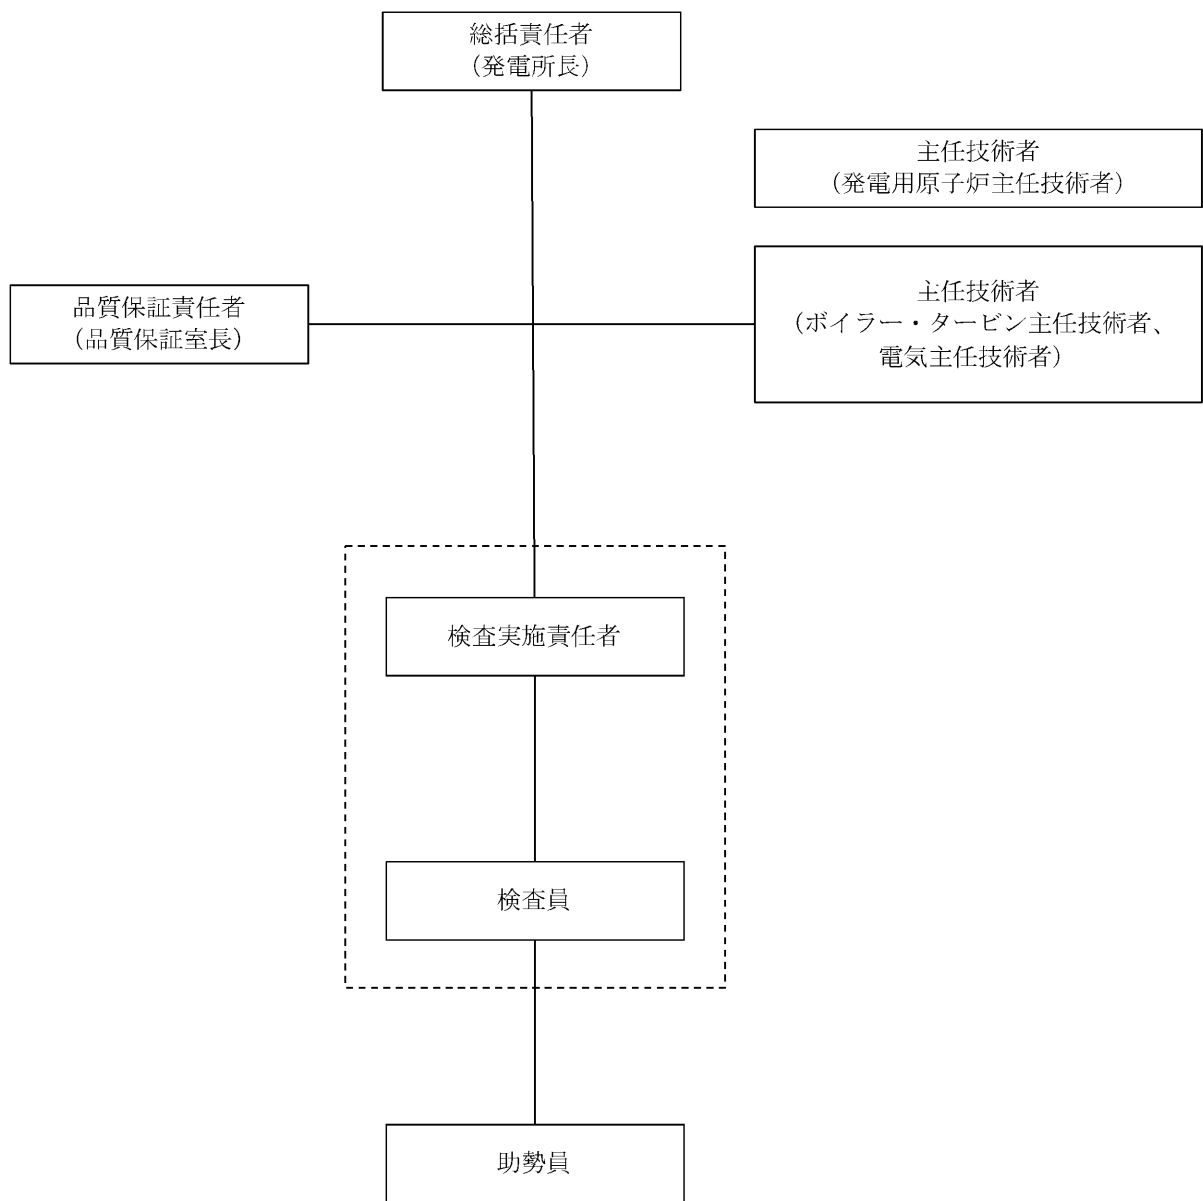 総括責任者
（発電所長）
主任技術者
（発電用原子炉主任技術者）
品質保証責任者
（品質保証室長）
主任技術者
（ボイラー・タービン主任技術者、
電気主任技術者）
検査実施責任者
検査員
助勢員